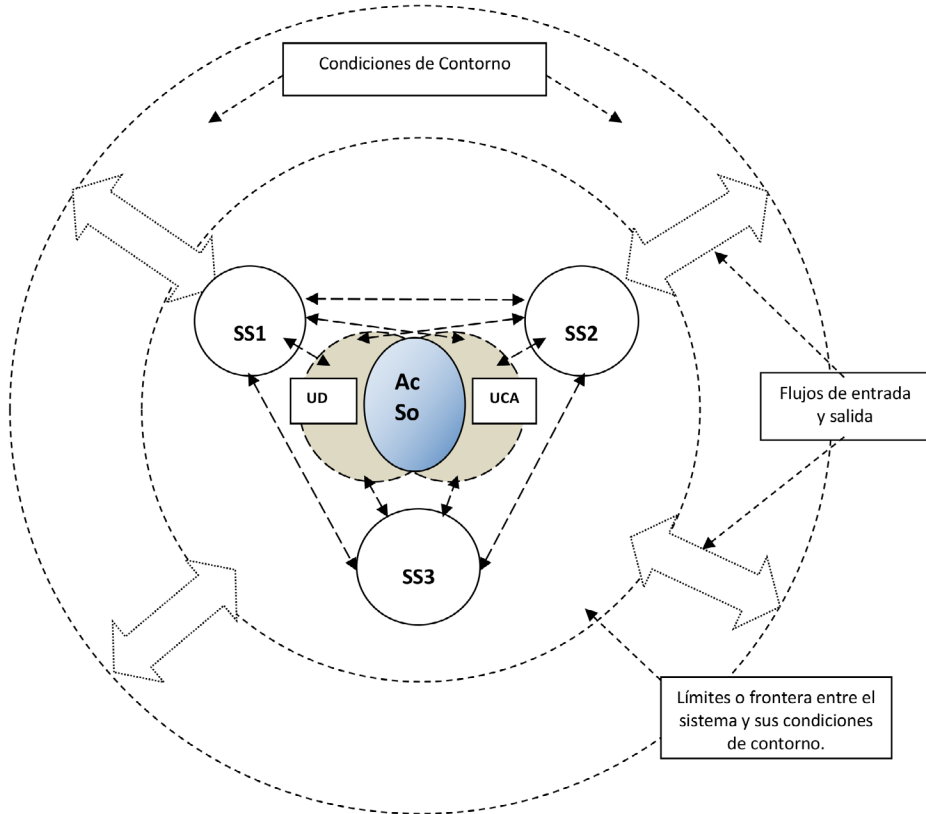 Condiciones de Contorno
SS1
SS2
Ac
So
UD
UCA
Flujos de entrada
y salida
SS3
Límites o frontera entre el
sistema y sus condiciones
de contorno.